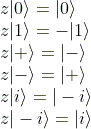 z|0⟩ = |0⟩
z|1⟩ = −|1⟩
z|+⟩ = |−⟩
z|−⟩ = |+⟩
z|i⟩ = | − i⟩
z| − i⟩ = |i⟩